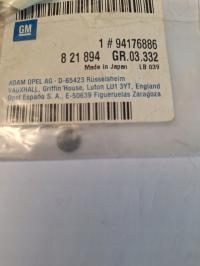 GM
1 # 94176886
8 21 894 GR.03.332
Made in Japan LB 039
ADAM OPEL AG - D-65423 Rüsselsheim
VAUXHALL, Griffin House, Luton LU1 3YT, England
Opel España S. A., E-50639 Figueruelas Zaragoza